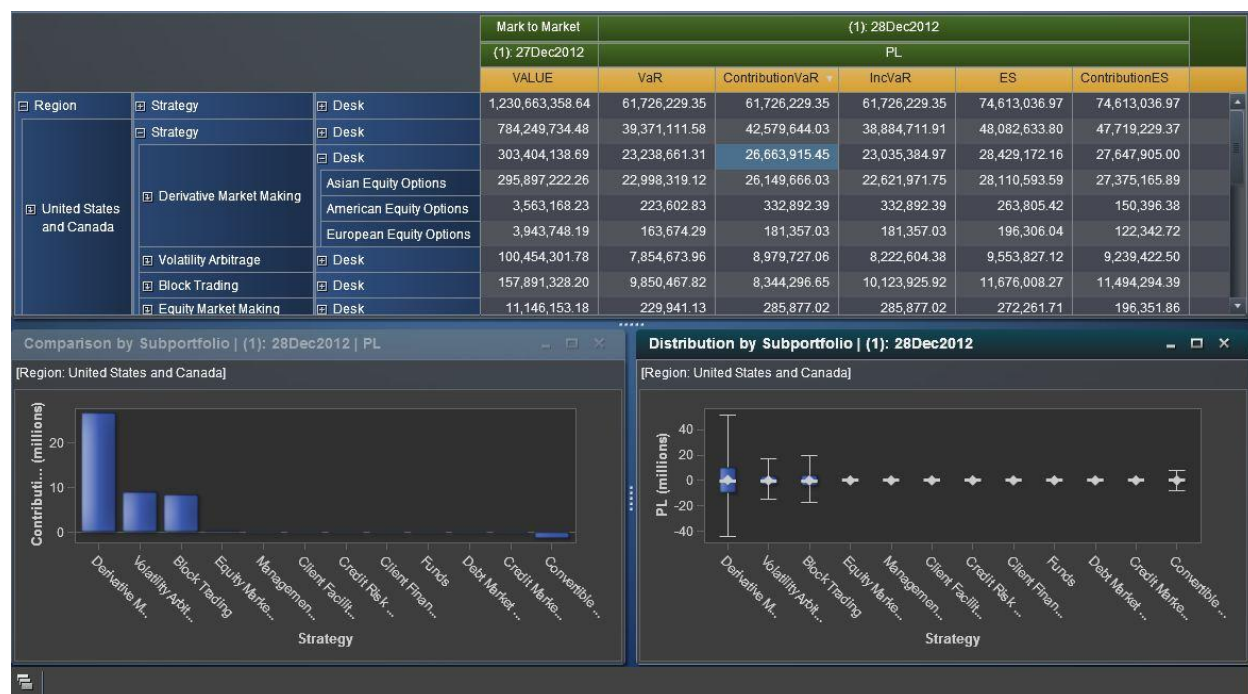 Mark to Market (1): 28Dec2012
(1): 27Dec2012 PL
VALUE VaR ContributionVaR IncVaR ES ContributionES
Region Strategy Desk 1,230,663,358.64 61,726,229.35 61,726,229.35 61,726,229.35 74,613,036.97 74,613,036.97
Strategy Desk 784,249,734.48 39,371,111.58 42,579,644.03 38,884,711.91 48,082,633.80 47,719,229.37
Desk 303,404,138.69 23,238,661.31 26,663,915.45 23,035,384.97 28,429,172.16 27,647,905.00
Asian Equity Options 295,897,222.26 22,998,319.12 26,149,666.03 22,621,971.75 28,110,593.59 27,375,165.89
Derivative Market Making
United States
and Canada
American Equity Options 3,563,168.23 223,602.83 332,892.39 332,892.39 263,805.42 150,396.38
European Equity Options 3,943,748.19 163,674.29 181,357.03 181,357.03 196,306.04 122,342.72
Volatility Arbitrage Desk 100,454,301.78 7,854,673.96 8,979,727.06 8,222,604.38 9,553,827.12 9,239,422.50
Block Trading Desk 157,891,328.20 9,850,467.82 8,344,296.65 10,123,925.92 11,676,008.27 11,494,294.39
Equity Market Making Desk 11,146,153.18 229,941.13 285,877.02 285,877.02 272,261.71 196,351.86
Comparison by Subportfolio | (1): 28Dec2012 | PL
[Region: United States and Canada]
Contributi... (millions)
20
10
0
Derivative M...
Volatility Arbit...
Block Trading
Equity Marke...
Managemen...
Client Facilit...
Credit Risk ...
Client Finan...
Funds
Debt Market ...
Credit Marke...
Convertible ...
Strategy
Distribution by Subportfolio | (1): 28Dec2012
[Region: United States and Canada]
PL (millions)
40
20
0
-20
-40
Derivative M...
Volatility Arbit...
Block Trading
Equity Marke...
Managemen...
Client Facilit...
Credit Risk ...
Client Finan...
Funds
Debt Market ...
Credit Marke...
Convertible ...
Strategy